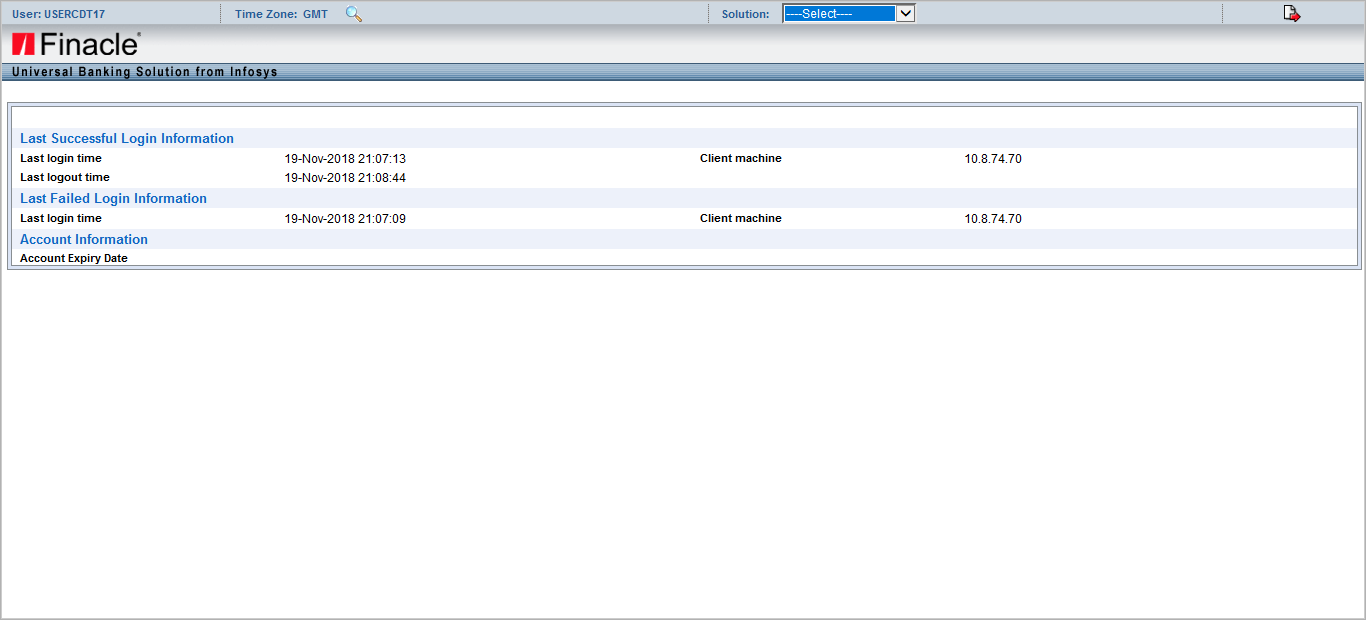 User: USERCDT17 Time Zone: GMT Solution: ----Select----
Finacle
Universal Banking Solution from Infosys
Last Successful Login Information
Last login time 19-Nov-2018 21:07:13 Client machine 10.8.74.70
Last logout time 19-Nov-2018 21:08:44
Last Failed Login Information
Last login time 19-Nov-2018 21:07:09 Client machine 10.8.74.70
Account Information
Account Expiry Date